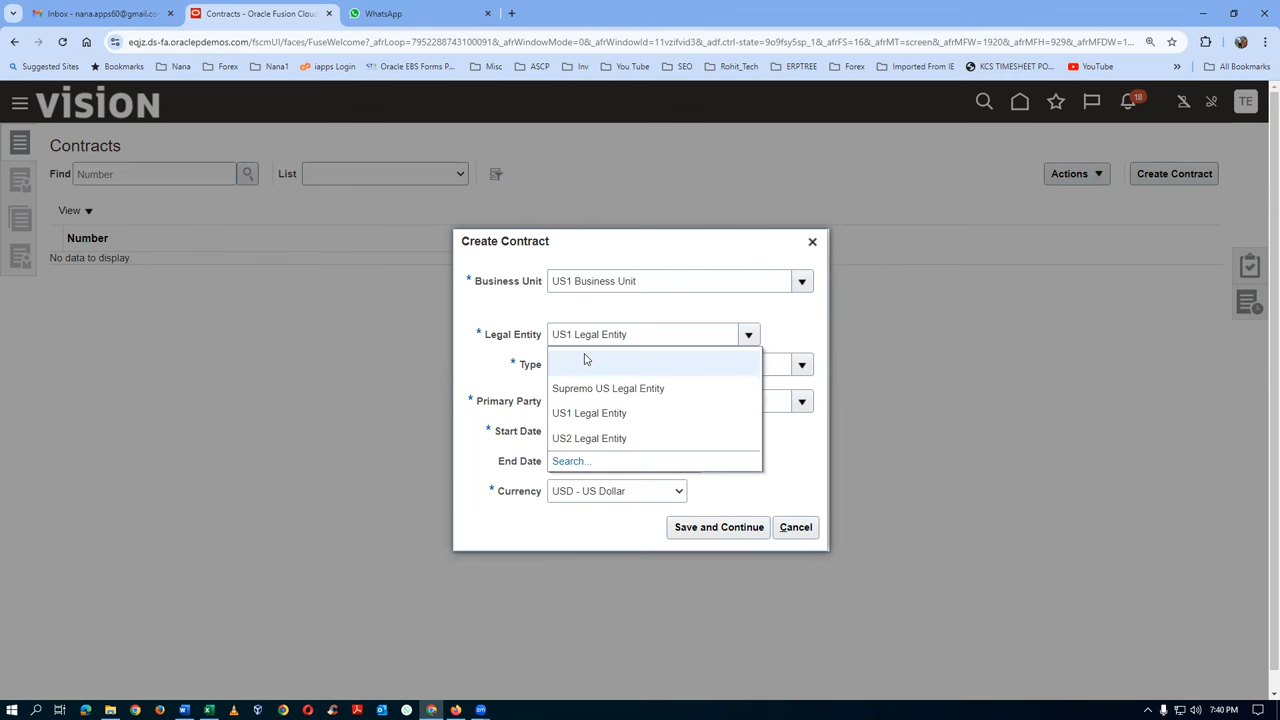 Inbox - nana.apps60@gmail.co
Contracts - Oracle Fusion Cloud
WhatsApp
eqjz.ds-fa.oraclepdemos.com/fscmUI/faces/FuseWelcome?_afrLoop=7952288743100091&_afrWindowMode=0&_afrWindowId=11vzifvid3&_adf.ctrl-state=9o9fsy5sp_1&_afrFS=16&_afrMT=screen&_afrMFW=1920&_afrMFH=929&_afrMFDW=1...
Suggested Sites
Bookmarks
Nana
Forex
Nana1
iapps Login
Oracle EBS Forms P...
Misc
ASCP
Inv
You Tube
SEO
Rohit_Tech
ERPTREE
Forex
Imported From IE
KCS TIMESHEET PO...
YouTube
»
All Bookmarks
VISION
18
TE
Contracts
Find
Number
List
Actions
Create Contract
View
Number
No data to display.
Create Contract
* Business Unit
US1 Business Unit
* Legal Entity
US1 Legal Entity
* Type
Supremo US Legal Entity
* Primary Party
US1 Legal Entity
* Start Date
US2 Legal Entity
End Date
Search...
* Currency
USD - US Dollar
Save and Continue
Cancel
7:40 PM